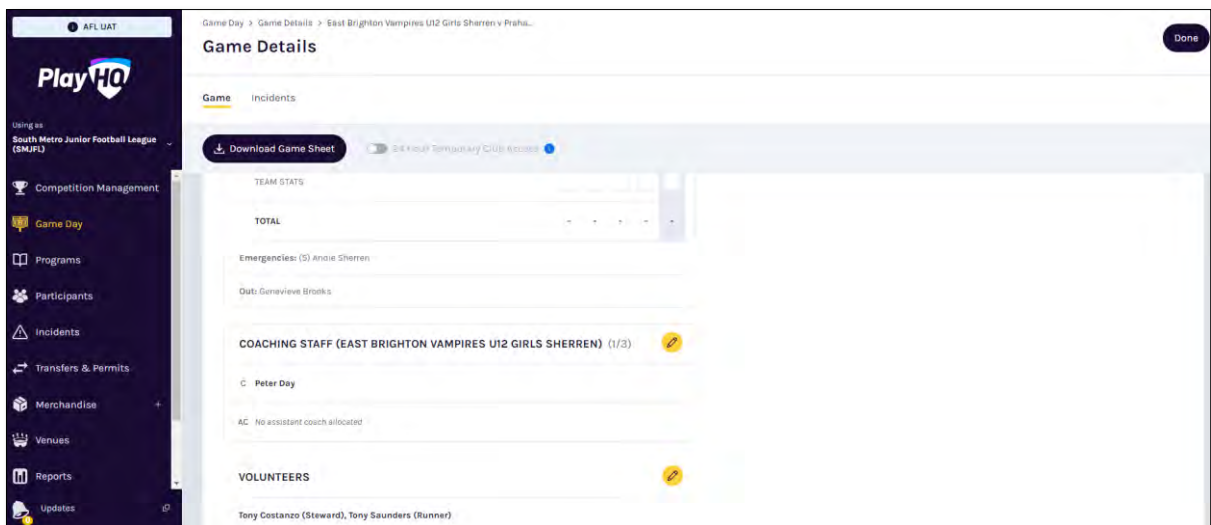 AFL UAT
PlayHQ
Using as
South Metro Junior Football League
(SMJFL)
Competition Management
Game Day
Programs
Participants
Incidents
Transfers & Permits
Merchandise +
Venues
Reports
Updates
Game Day > Game Details > East Brighton Vampires U12 Girls Sherren v Praha...
Game Details
Done
Game Incidents
Download Game Sheet 24 Hour Temporary Club Access
TEAM STATS
TOTAL - - - - -
Emergencies: (5) Angie Sherren
Out: Genevieve Brooks
COACHING STAFF (EAST BRIGHTON VAMPIRES U12 GIRLS SHERREN) (1/3)
C Peter Day
AC No assistant coach allocated
VOLUNTEERS
Tony Costanzo (Steward), Tony Saunders (Runner)